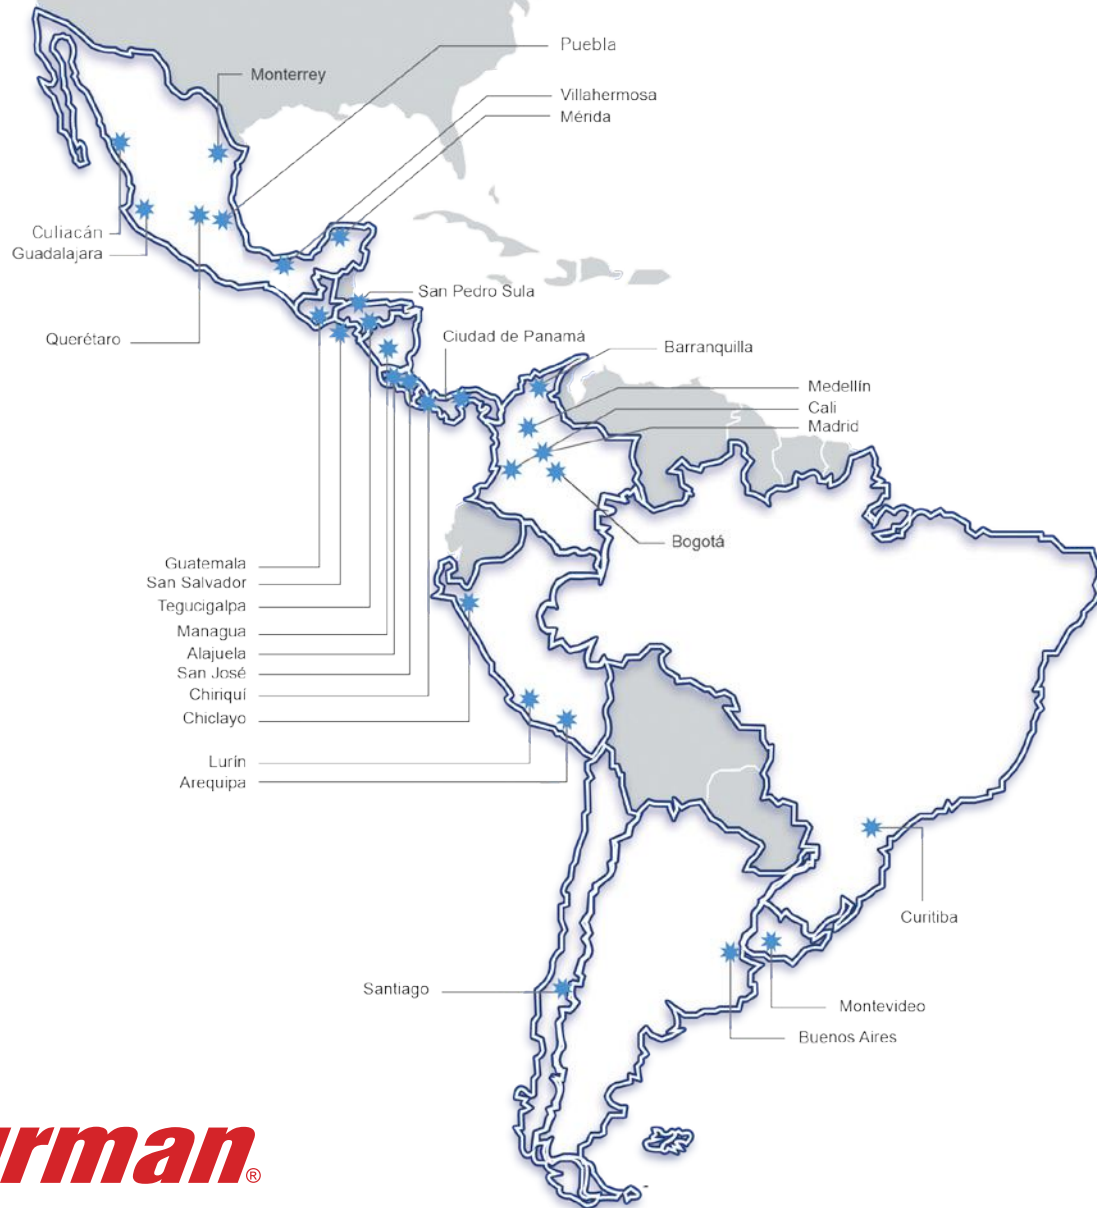 Puebla
Monterrey
Villahermosa
Mérida
Culiacán
Guadalajara
San Pedro Sula
Querétaro
Ciudad de Panamá
Barranquilla
Medellín
Cali
Madrid
Bogotá
Guatemala
San Salvador
Tegucigalpa
Managua
Alajuela
San José
Chiriquí
Chiclayo
Lurín
Arequipa
Curitiba
Santiago
Montevideo
Buenos Aires
urman®